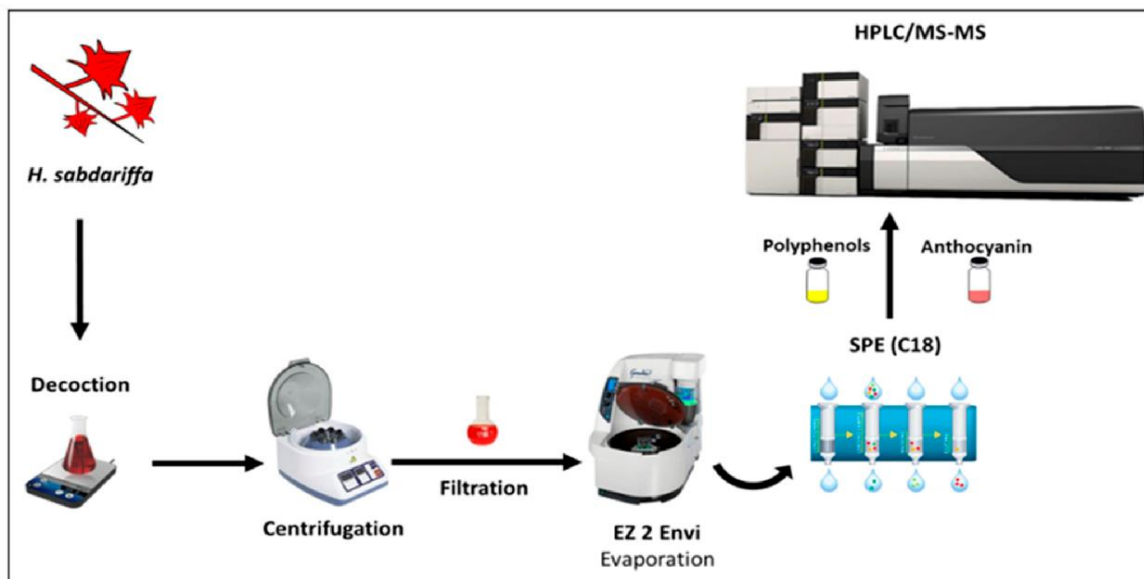 HPLC/MS-MS
H. sabdariffa
Polyphenols
Anthocyanin
SPE (C18)
Decoction
Filtration
Centrifugation
EZ 2 Envi
Evaporation